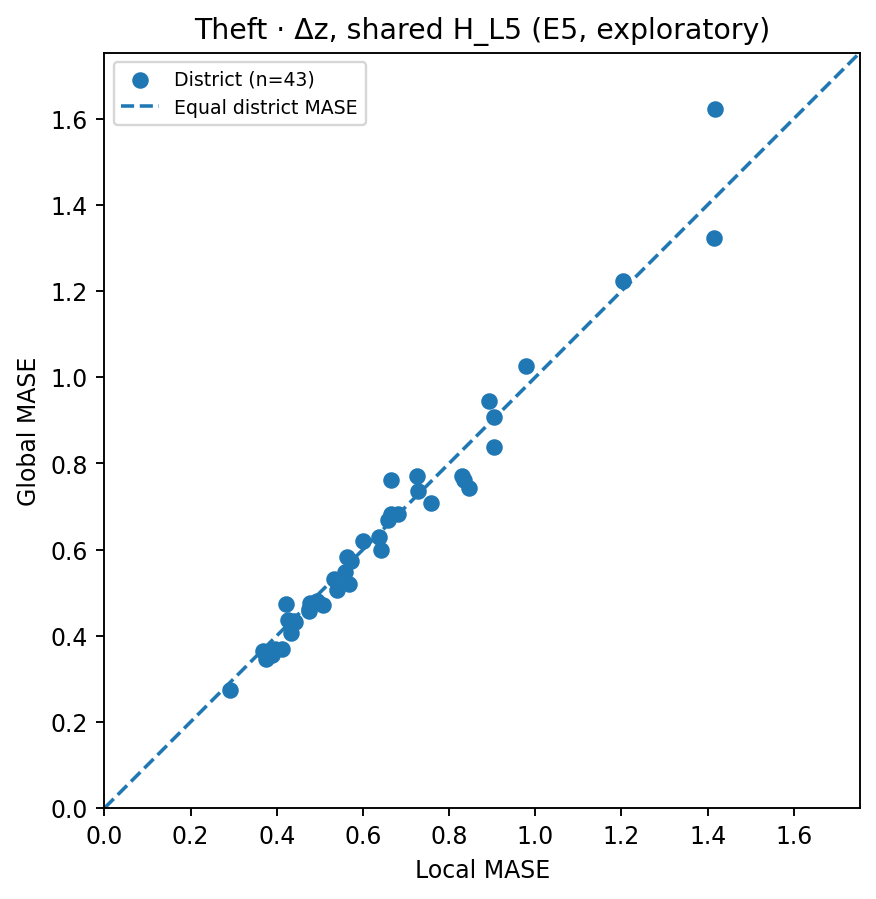 Theft · Δz, shared H_L5 (E5, exploratory)
District (n=43)
Equal district MASE
Global MASE
1.6
1.4
1.2
1.0
0.8
0.6
0.4
0.2
0.0
0.0 0.2 0.4 0.6 0.8 1.0 1.2 1.4 1.6
Local MASE